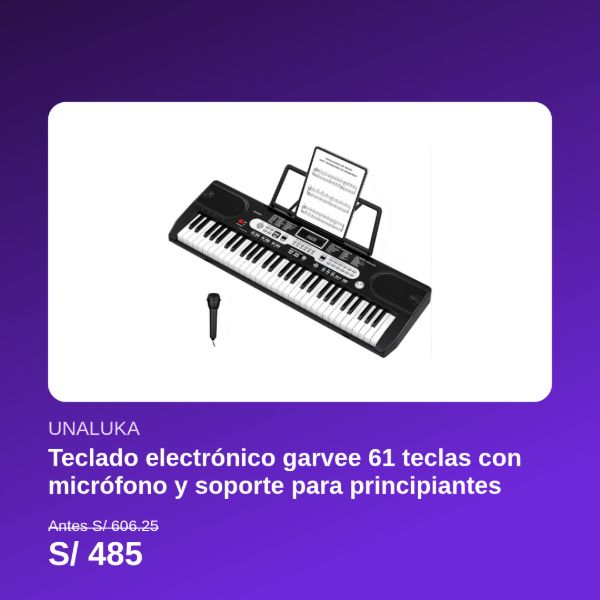 UNALUKA
Teclado electrónico garvee 61 teclas con
micrófono y soporte para principiantes
Antes S/ 606.25
S/ 485